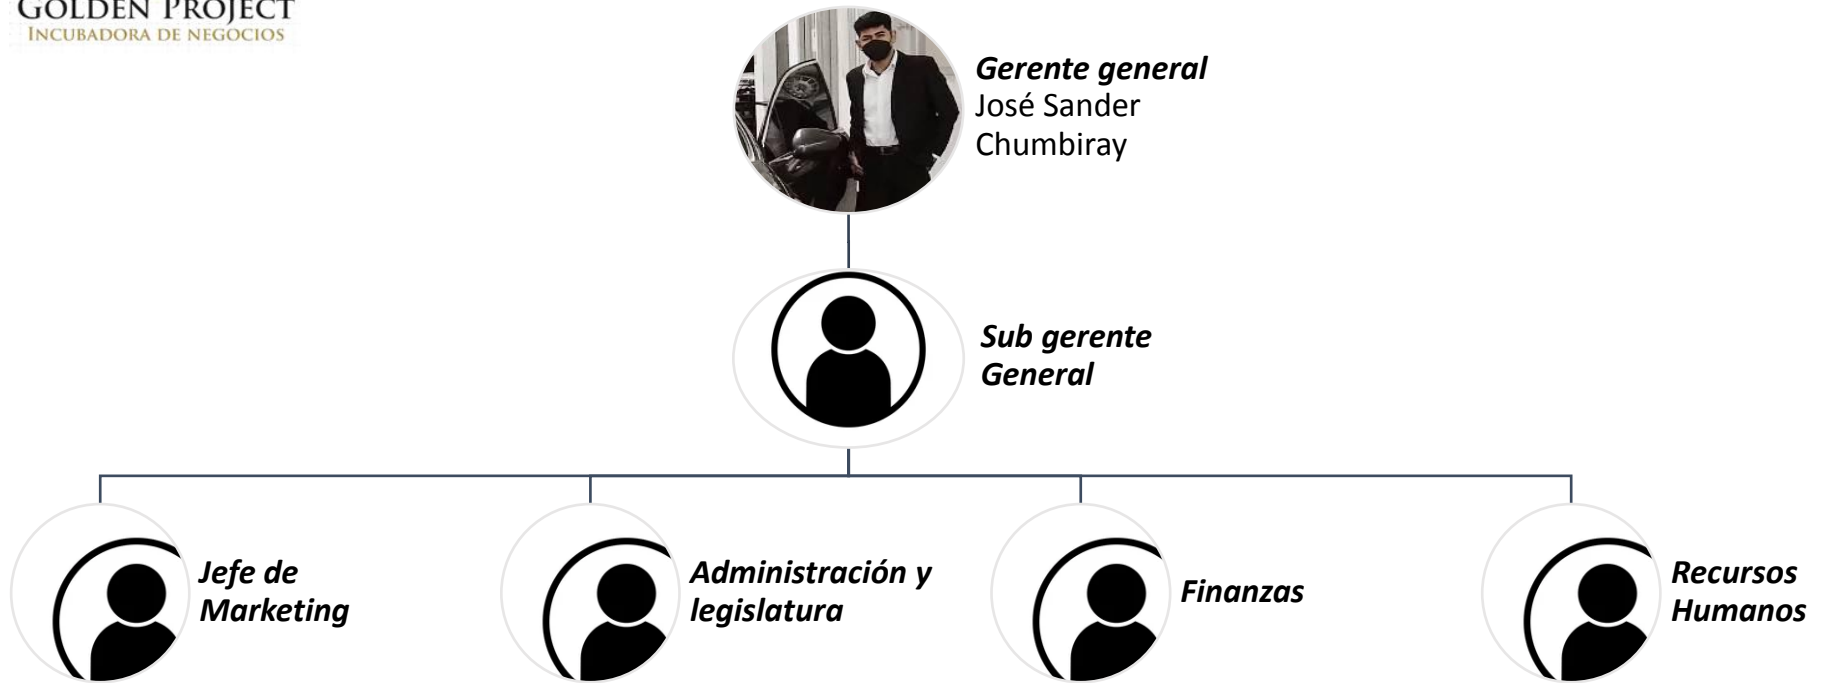 GOLDEN PROJECT
INCUBADORA DE NEGOCIOS
Gerente general
José Sander
Chumbiray
Sub gerente
General
Jefe de
Marketing
Administración y
legislatura
Finanzas
Recursos
Humanos